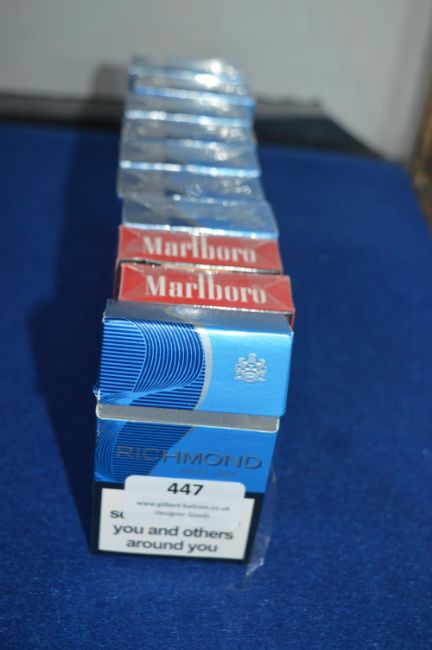 Marlboro
Marlboro
RICHMOND
447
www.gilbert-baitson.co.uk
Designer Goods
you and others
around you